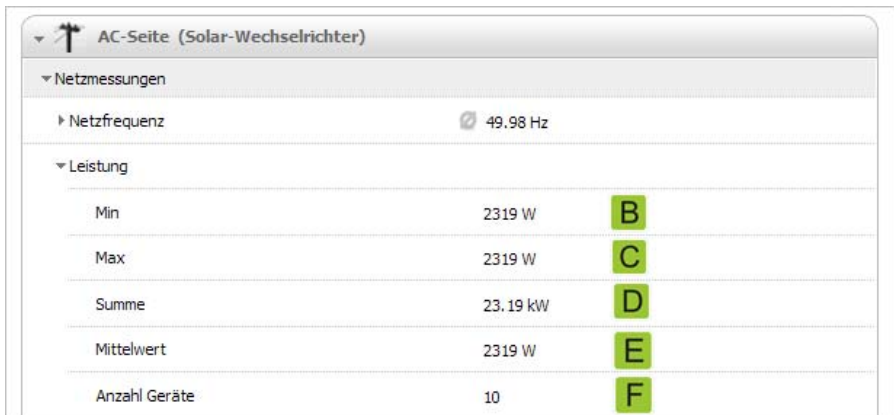 AC-Seite (Solar-Wechselrichter)
Netzmessungen
Netzfrequenz 49.98 Hz
Leistung
Min 2319 W B
Max 2319 W C
Summe 23.19 kW D
Mittelwert 2319 W E
Anzahl Geräte 10 F